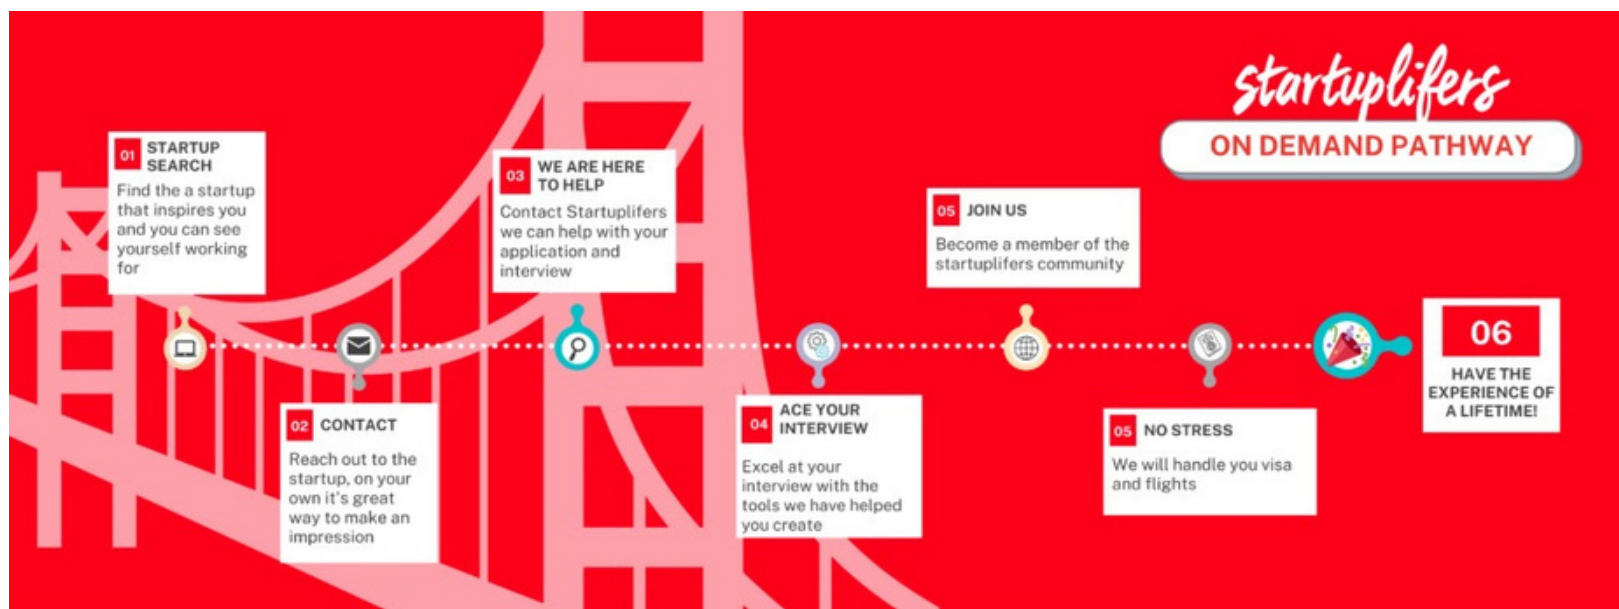 startuplifers
ON DEMAND PATHWAY
01
STARTUP
SEARCH
Find the a startup
that inspires you
and you can see
yourself working
for
02 CONTACT
Reach out to the
startup, on your
own it's great
way to make an
impression
03
WE ARE HERE
TO HELP
Contact Startuplifers
we can help with your
application and
interview
04
ACE YOUR
INTERVIEW
Excel at your
interview with the
tools we have helped
you create
05 JOIN US
Become a member of the
startuplifers community
05 NO STRESS
We will handle you visa
and flights
06
HAVE THE
EXPERIENCE OF
A LIFETIME!